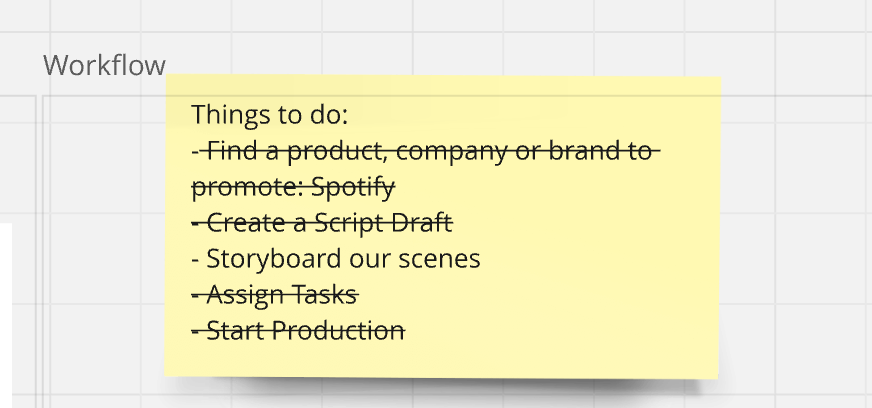 Workflow
Things to do:
- Find a product, company or brand to
promote: Spotify
- Create a Script Draft
- Storyboard our scenes
- Assign Tasks
- Start Production